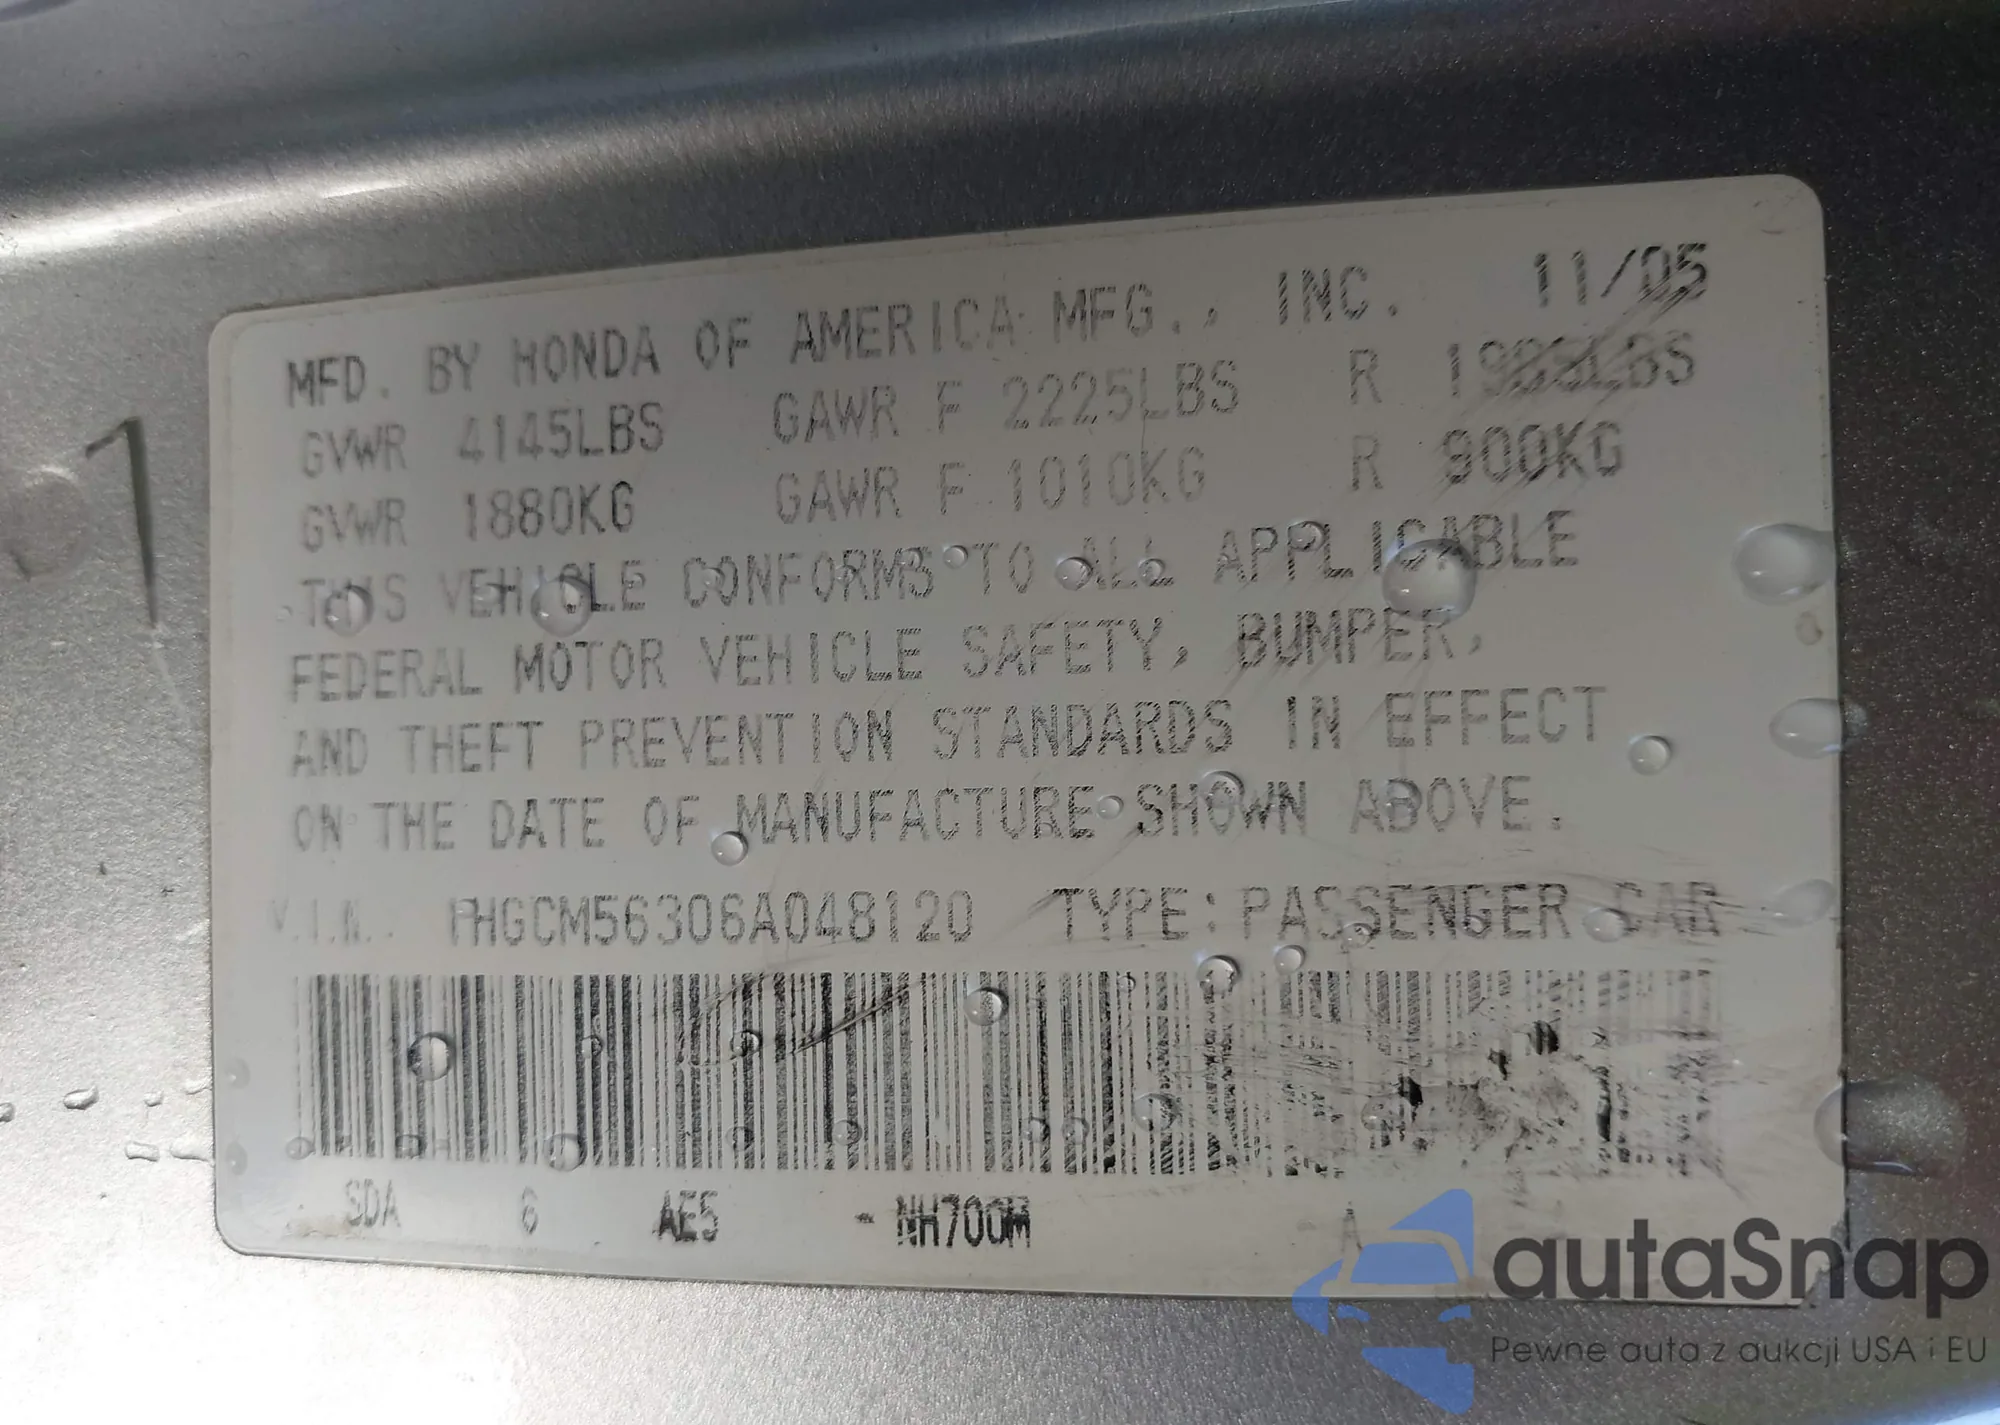 MFD. BY HONDA OF AMERICA MFG., INC. 11/05
GVWR 4145LBS GAWR F 2225LBS R 1985LBS
GVWR 1880KG GAWR F 1010KG R 900KG
THIS VEHICLE CONFORMS TO ALL APPLICABLE
FEDERAL MOTOR VEHICLE SAFETY, BUMPER,
AND THEFT PREVENTION STANDARDS IN EFFECT
ON THE DATE OF MANUFACTURE SHOWN ABOVE.
V.I.N.: 1HGCM56306A048120 TYPE: PASSENGER CAR
SDA 6 AE5 - NH700M A
1
autaSnap
Pewne auta z aukcji USA i EU